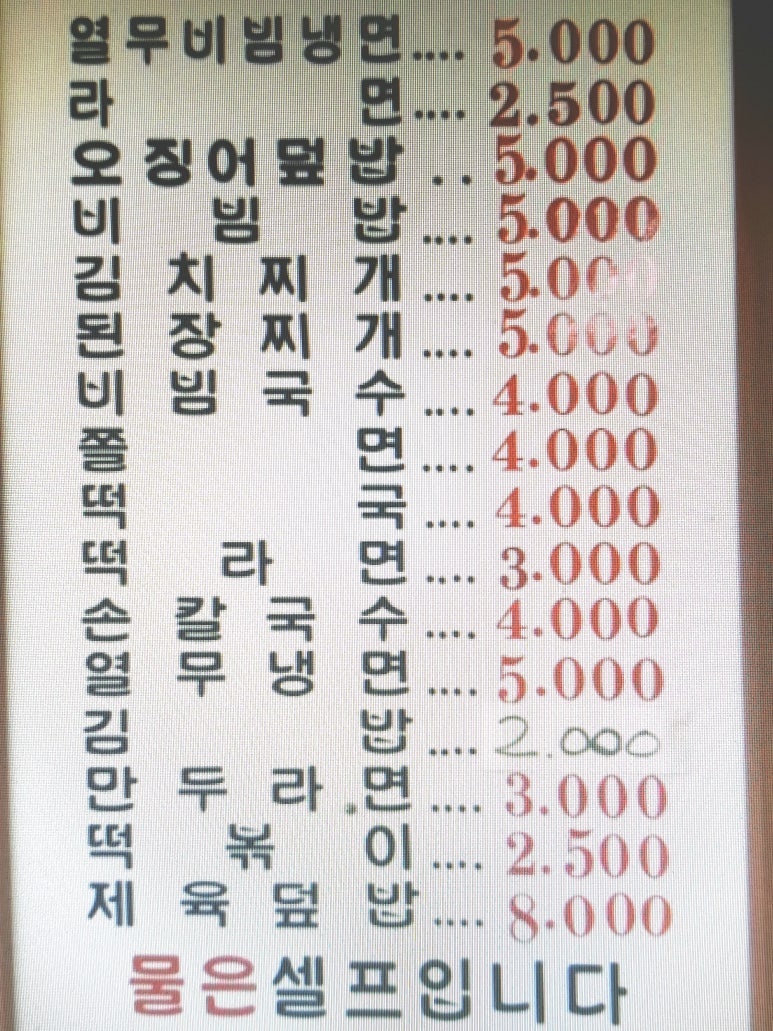 열무비빔냉면.... 5.000
라면.... 2.500
오징어덮밥.. 5.000
비빔밥.... 5.000
김치찌개.... 5.000
된장찌개.... 5.000
비빔국수.... 4.000
쫄면.... 4.000
떡국.... 4.000
떡라면.... 3.000
손칼국수.... 4.000
열무냉면.... 5.000
김밥.... 2.000
만두라면.... 3.000
떡볶이.... 2.500
제육덮밥.... 8.000
물은셀프입니다